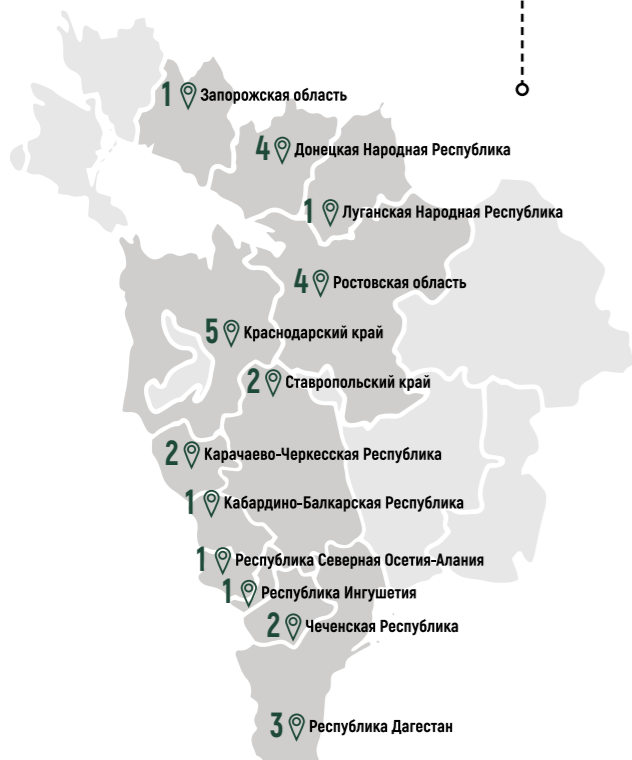 1 Запорожская область
4 Донецкая Народная Республика
1 Луганская Народная Республика
4 Ростовская область
5 Краснодарский край
2 Ставропольский край
2 Карачаево-Черкесская Республика
1 Кабардино-Балкарская Республика
1 Республика Северная Осетия-Алания
1 Республика Ингушетия
2 Чеченская Республика
3 Республика Дагестан